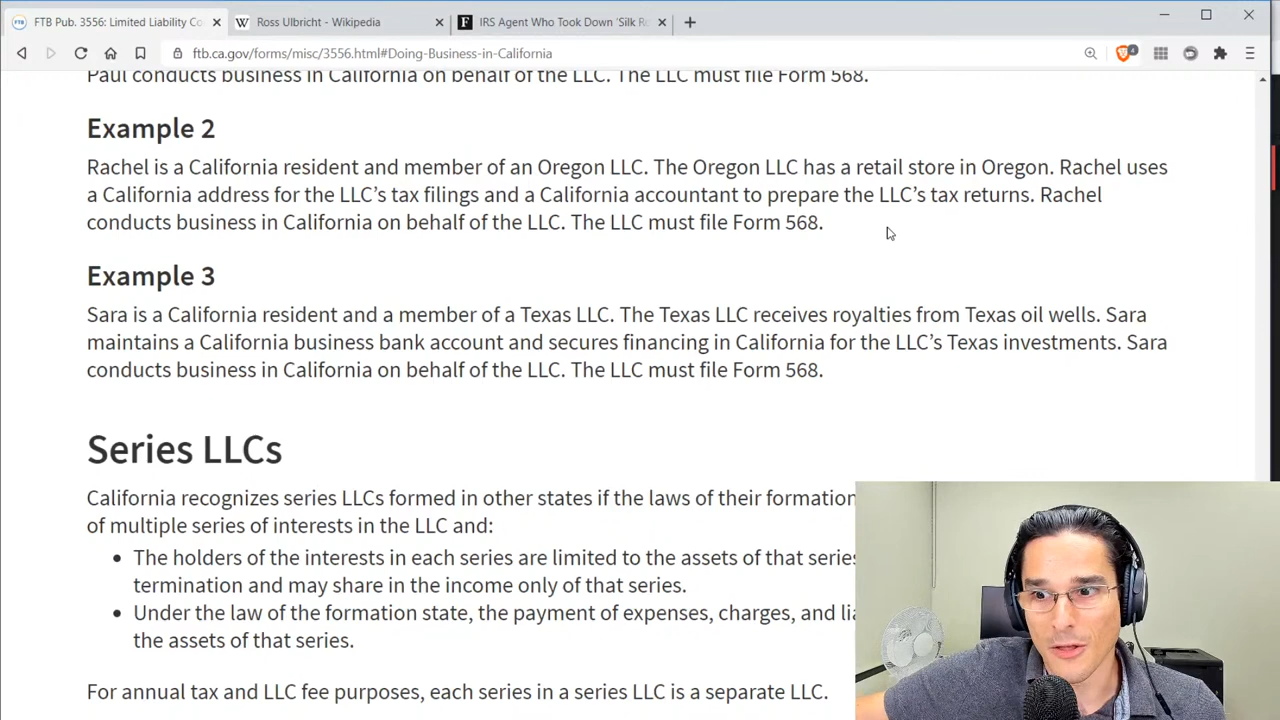 FTB Pub. 3556: Limited Liability Co
Ross Ulbricht - Wikipedia
IRS Agent Who Took Down 'Silk Ro
ftb.ca.gov/forms/misc/3556.html#Doing-Business-in-California
4
Paul conducts business in California on behalf of the LLC. The LLC must file Form 568.
Example 2
Rachel is a California resident and member of an Oregon LLC. The Oregon LLC has a retail store in Oregon. Rachel uses
a California address for the LLC’s tax filings and a California accountant to prepare the LLC’s tax returns. Rachel
conducts business in California on behalf of the LLC. The LLC must file Form 568.
Example 3
Sara is a California resident and a member of a Texas LLC. The Texas LLC receives royalties from Texas oil wells. Sara
maintains a California business bank account and secures financing in California for the LLC’s Texas investments. Sara
conducts business in California on behalf of the LLC. The LLC must file Form 568.
Series LLCs
California recognizes series LLCs formed in other states if the laws of their formation
of multiple series of interests in the LLC and:
• The holders of the interests in each series are limited to the assets of that series
termination and may share in the income only of that series.
• Under the law of the formation state, the payment of expenses, charges, and lia
the assets of that series.
For annual tax and LLC fee purposes, each series in a series LLC is a separate LLC.